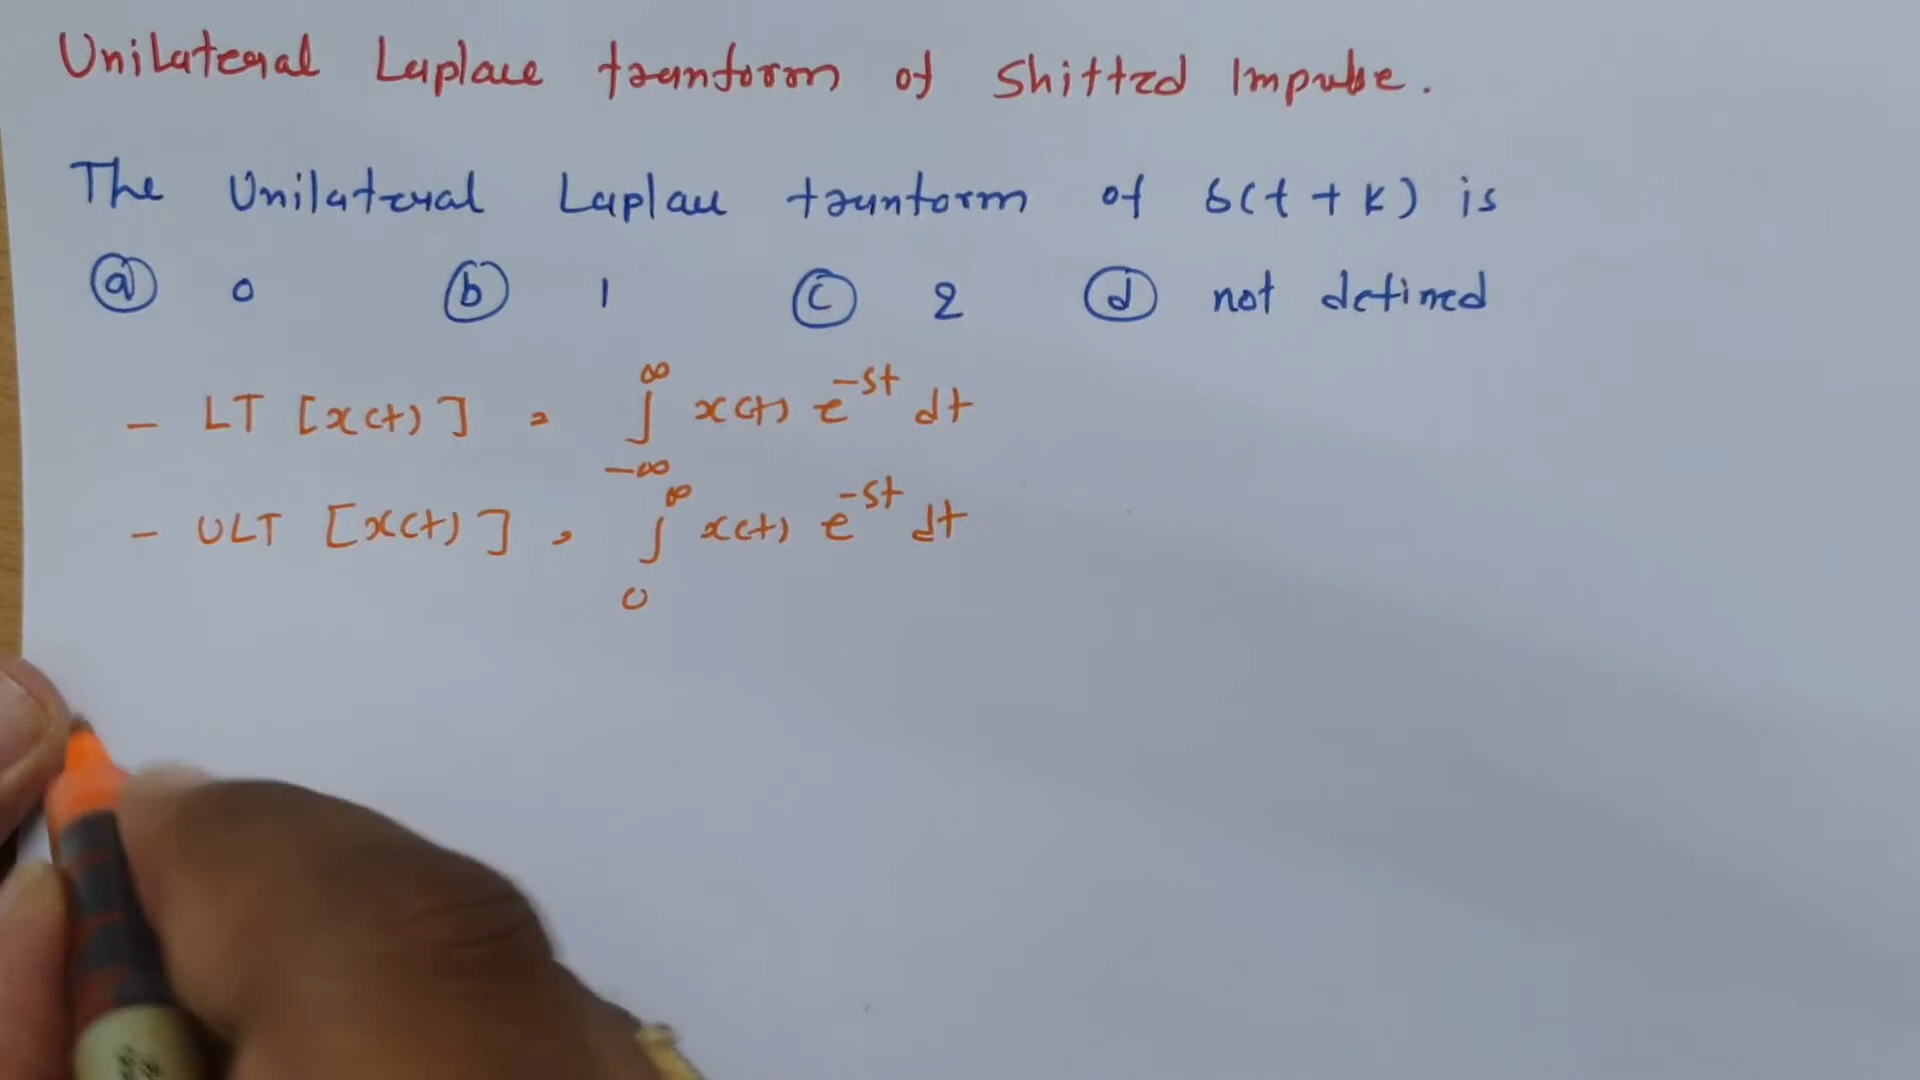 Unilateral Laplace transform of Shifted Impulse.
The Unilateral Laplace transform of δ(t + k) is
ⓐ 0 ⓑ 1 ⓒ 2 ⓓ not defined
- LT [x(t)] = ∫_{-∞}^{∞} x(t) e^{-st} dt
- ULT [x(t)] = ∫_{0}^{∞} x(t) e^{-st} dt